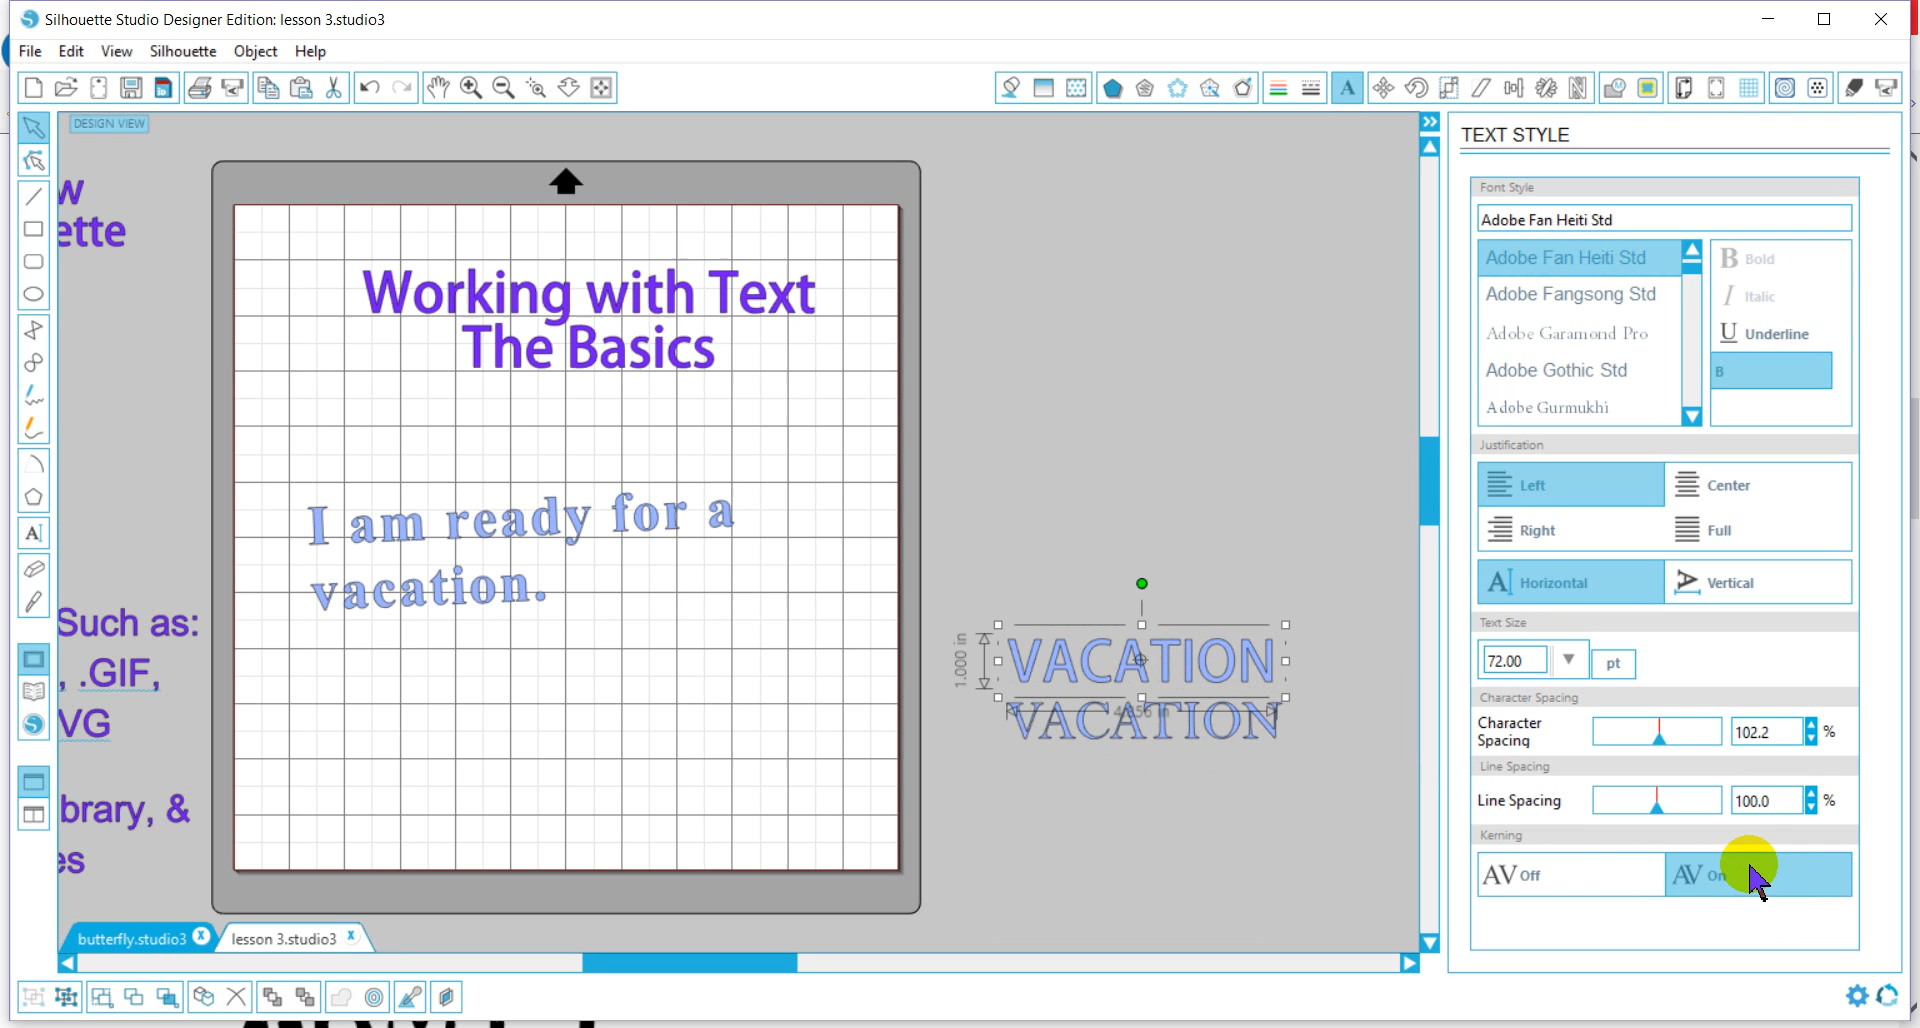 Silhouette Studio Designer Edition: lesson 3.studio3
File Edit View Silhouette Object Help
DESIGN VIEW
w
ette
Such as:
, .GIF,
VG
brary, &
es
Working with Text
The Basics
I am ready for a
vacation.
1.000 in
VACATION
VACATION
butterfly.studio3
lesson 3.studio3
TEXT STYLE
Font Style
Adobe Fan Heiti Std
Adobe Fan Heiti Std
Adobe Fangsong Std
Adobe Garamond Pro
Adobe Gothic Std
Adobe Gurmukhi
B Bold
I Italic
U Underline
B
Justification
Left
Center
Right
Full
Horizontal
Vertical
Text Size
72.00
pt
Character Spacing
Character
Spacing
102.2
%
Line Spacing
Line Spacing
100.0
%
Kerning
AV Off
AV On